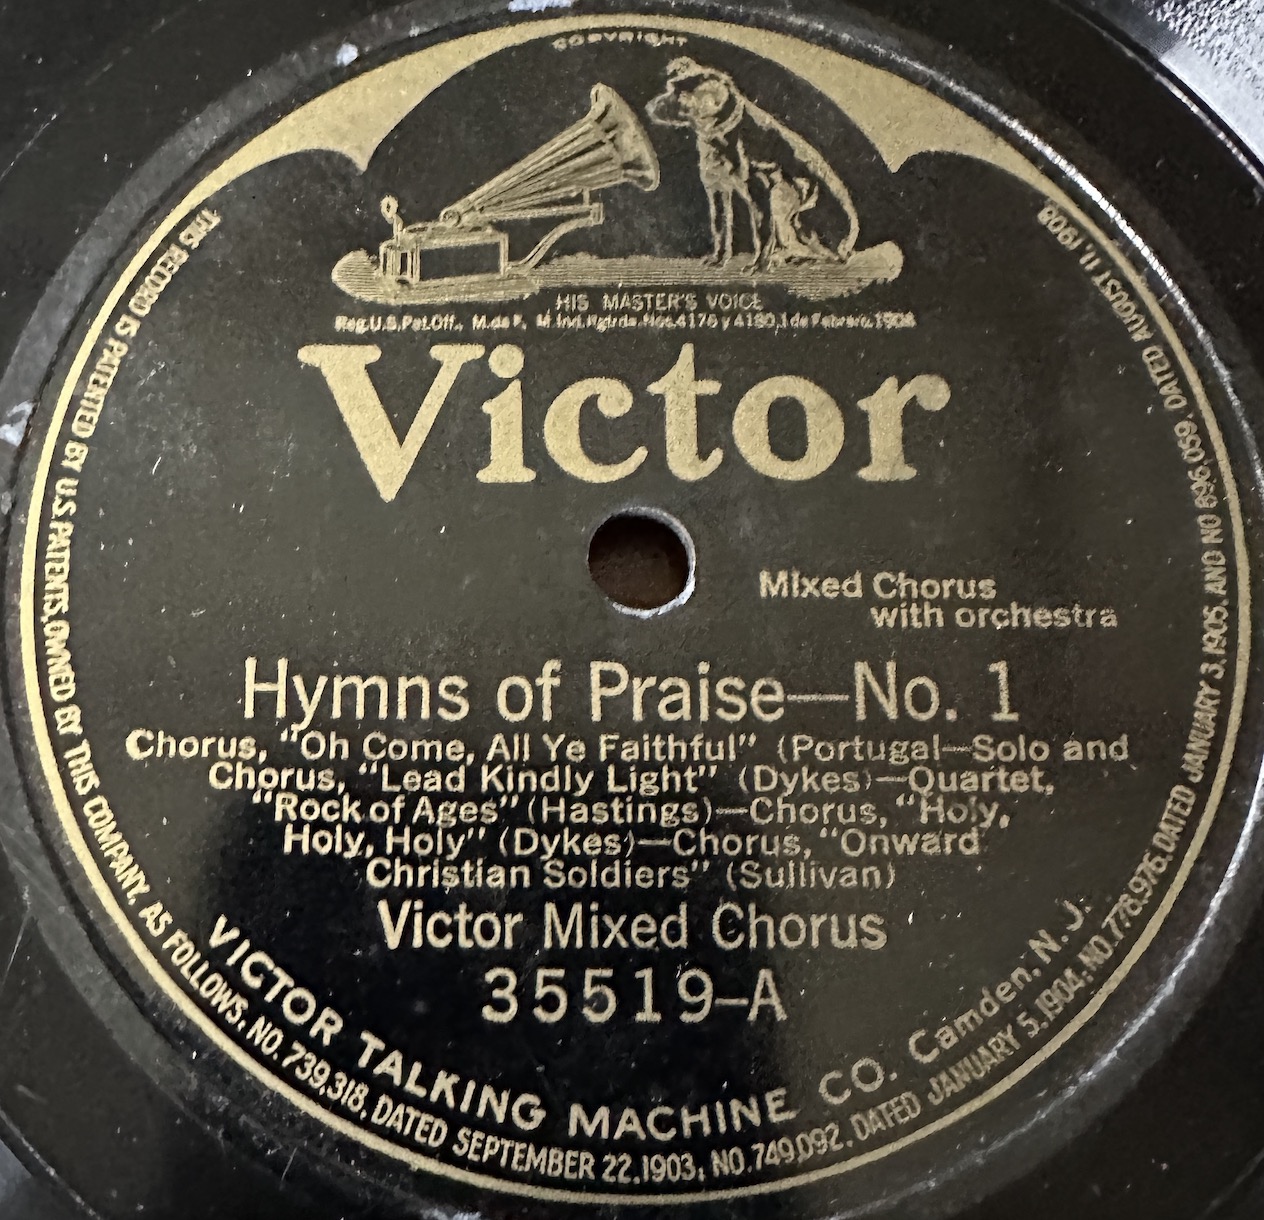 COPYRIGHT
HIS MASTER'S VOICE
Reg.U.S.Pat.Off., M.de F. M.Ind.Rgtrda.Nos.4176 y 4180,1 de Febrero,1908
Victor
Mixed Chorus
with orchestra
Hymns of Praise—No. 1
Chorus, "Oh Come, All Ye Faithful" (Portugal—Solo and
Chorus, "Lead Kindly Light" (Dykes)—Quartet,
"Rock of Ages" (Hastings)—Chorus, "Holy,
Holy, Holy" (Dykes)—Chorus, "Onward
Christian Soldiers" (Sullivan)
Victor Mixed Chorus
35519–A
VICTOR TALKING MACHINE CO. Camden, N. J.
THIS RECORD IS PATENTED BY U.S. PATENTS, OWNED BY THIS COMPANY, AS FOLLOWS, NO. 739,318, DATED SEPTEMBER 22,1903; NO. 749,092, DATED JANUARY 5,1904; NO. 778,976, DATED JANUARY 3,1905, AND NO 896,059, DATED AUGUST 11, 1908